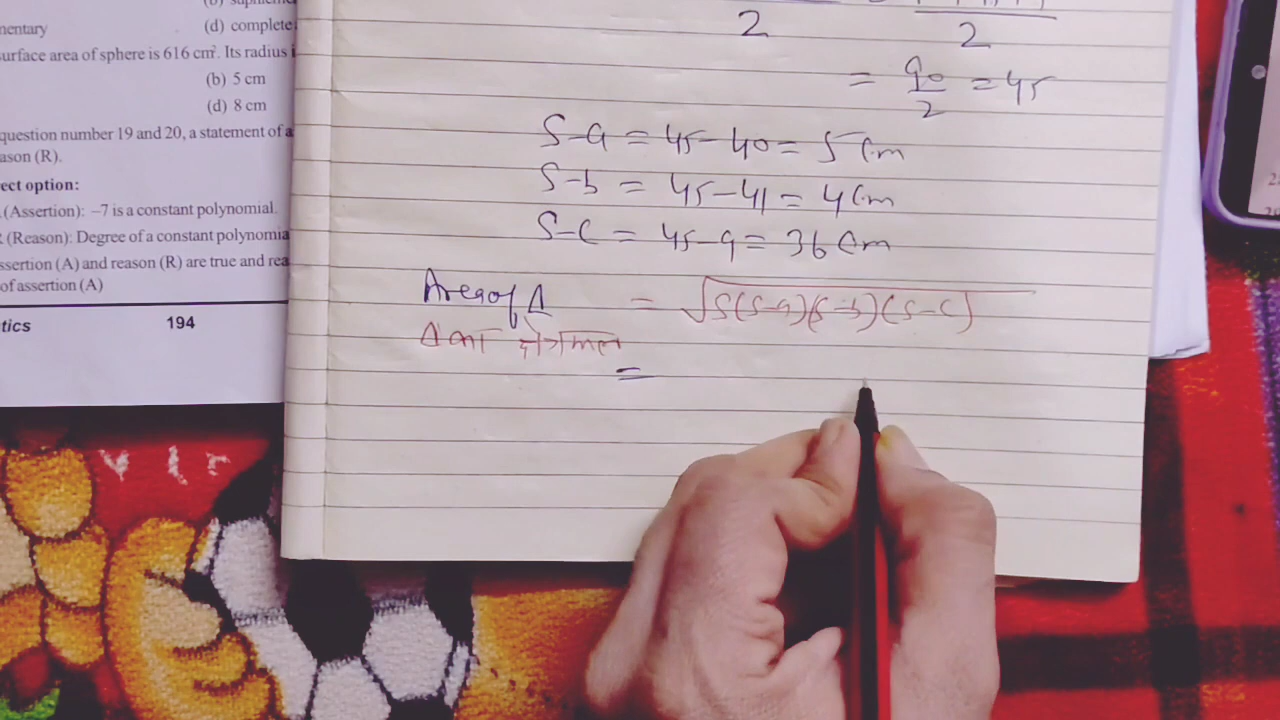 mentary
(d) complete
surface area of sphere is 616 cm². Its radius i
(b) 5 cm
(d) 8 cm
question number 19 and 20, a statement of a
ason (R).
ect option:
(Assertion): −7 is a constant polynomial.
(Reason): Degree of a constant polynomia
ssertion (A) and reason (R) are true and rea
of assertion (A)
tics 194
2 2
= 90/2 = 45
S-a = 45-40 = 5 Cm
S-b = 45-41 = 4 Cm
S-c = 45-9 = 36 Cm
Area of Δ = √S(S-a)(S-b)(S-c)
Δ का क्षेत्रफल
=